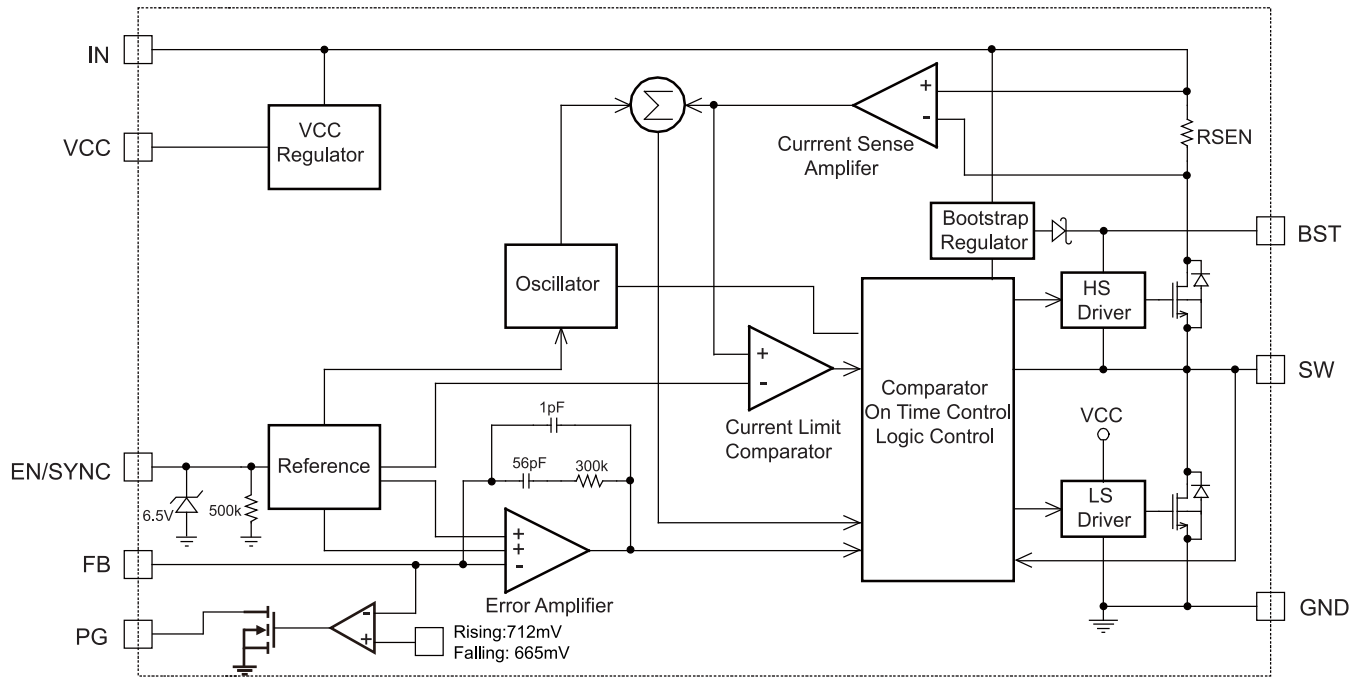 IN
VCC
VCC
Regulator
Σ
+
-
Currrent Sense
Amplifer
RSEN
Bootstrap
Regulator
BST
Oscillator
HS
Driver
+
-
Current Limit
Comparator
Comparator
On Time Control
Logic Control
SW
VCC
1pF
56pF
300k
EN/SYNC
Reference
6.5V
500k
LS
Driver
+
+
-
Error Amplifier
FB
GND
PG
-
+
Rising:712mV
Falling: 665mV